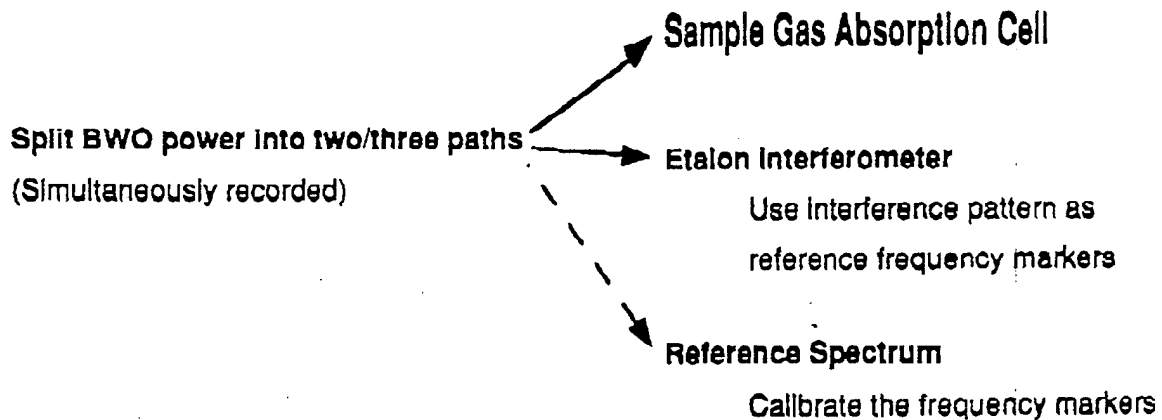 Sample Gas Absorption Cell
Split BWO power into two/three paths
(Simultaneously recorded)
Etalon Interferometer
Use interference pattern as
reference frequency markers
Reference Spectrum
Calibrate the frequency markers